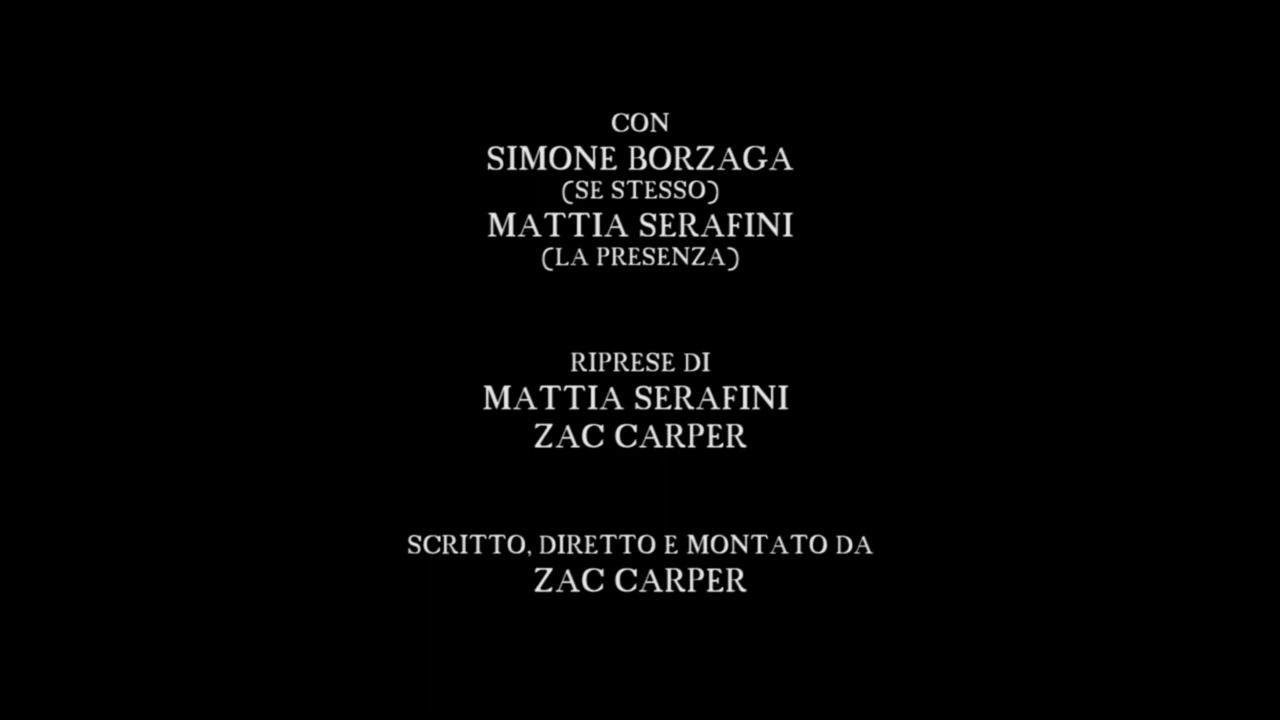 CON
SIMONE BORZAGA
(SE STESSO)
MATTIA SERAFINI
(LA PRESENZA)
RIPRESE DI
MATTIA SERAFINI
ZAC CARPER
SCRITTO, DIRETTO E MONTATO DA
ZAC CARPER